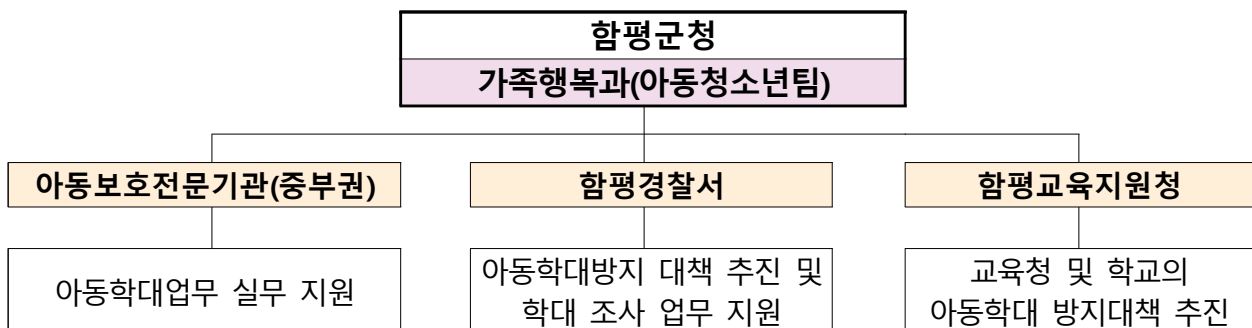 함평군청
가족행복과(아동청소년팀)
아동보호전문기관(중부권)
함평경찰서
함평교육지원청
아동학대업무 실무 지원
아동학대방지 대책 추진 및
학대 조사 업무 지원
교육청 및 학교의
아동학대 방지대책 추진